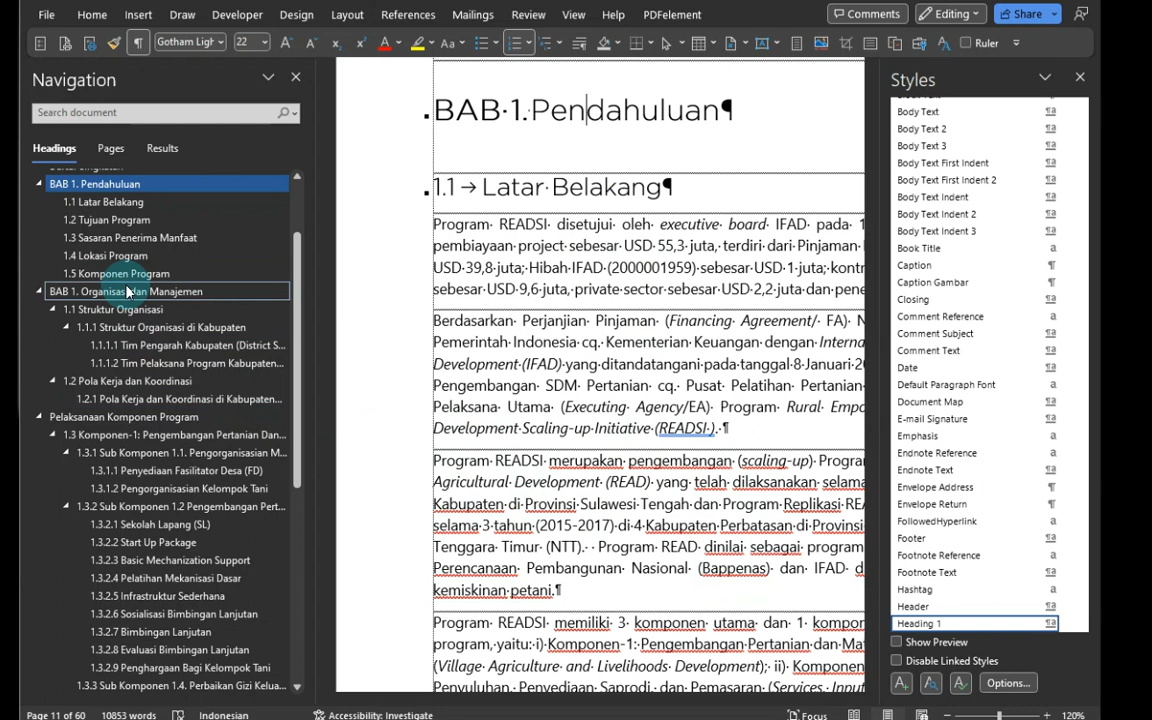 File Home Insert Draw Developer Design Layout References Mailings Review View Help PDFelement Comments Editing Share
Gotham Ligh 22 Aa Ruler
Navigation
Search document
Headings Pages Results
BAB 1. Pendahuluan
1.1 Latar Belakang
1.2 Tujuan Program
1.3 Sasaran Penerima Manfaat
1.4 Lokasi Program
1.5 Komponen Program
BAB 1. Organisasi dan Manajemen
1.1 Struktur Organisasi
1.1.1 Struktur Organisasi di Kabupaten
1.1.1.1 Tim Pengarah Kabupaten (District S...
1.1.1.2 Tim Pelaksana Program Kabupaten...
1.2 Pola Kerja dan Koordinasi
1.2.1 Pola Kerja dan Koordinasi di Kabupaten...
Pelaksanaan Komponen Program
1.3 Komponen-1: Pengembangan Pertanian Dan...
1.3.1 Sub Komponen 1.1. Pengorganisasian M...
1.3.1.1 Penyediaan Fasilitator Desa (FD)
1.3.1.2 Pengorganisasian Kelompok Tani
1.3.2 Sub Komponen 1.2 Pengembangan Pert...
1.3.2.1 Sekolah Lapang (SL)
1.3.2.2 Start Up Package
1.3.2.3 Basic Mechanization Support
1.3.2.4 Pelatihan Mekanisasi Dasar
1.3.2.5 Infrastruktur Sederhana
1.3.2.6 Sosialisasi Bimbingan Lanjutan
1.3.2.7 Bimbingan Lanjutan
1.3.2.8 Evaluasi Bimbingan Lanjutan
1.3.2.9 Penghargaan Bagi Kelompok Tani
1.3.3 Sub Komponen 1.4. Perbaikan Gizi Kelua...
BAB·1.·Pendahuluan¶
1.1→Latar·Belakang¶
Program READSI disetujui oleh executive board IFAD pada 1
pembiayaan project sebesar USD 55,3 juta, terdiri dari Pinjaman
USD·39,8·juta;·Hibah·IFAD·(2000001959)·sebesar·USD·1·juta;·kont
USD·9,6·juta,·private·sector·sebesar·USD·2,2·juta·dan·pene
Berdasarkan· Perjanjian· Pinjaman· (Financing· Agreement/· FA)· N
Pemerintah· Indonesia· cq.· Kementerian· Keuangan· dengan· Interna
Development·(IFAD)·yang·ditandatangani·pada·tanggal·8·Januari·20
Pengembangan· SDM· Pertanian· cq.· Pusat· Pelatihan· Pertanian·
Pelaksana· Utama· (Executing· Agency/EA)· Program· Rural· Empo
Development·Scaling-up·Initiative·(READSI·).·¶
Program· READSI· merupakan· pengembangan· (scaling-up)· Progra
Agricultural· Development· (READ)· yang· telah· dilaksanakan· selama
Kabupaten·di·Provinsi·Sulawesi·Tengah·dan·Program·Replikasi·RE
selama·3·tahun·(2015-2017)·di·4·Kabupaten·Perbatasan·di·Provinsi
Tenggara· Timur· (NTT).· · Program· READ· dinilai· sebagai· program
Perencanaan· Pembangunan· Nasional· (Bappenas)· dan· IFAD· d
kemiskinan·petani.¶
Program· READSI· memiliki· 3· komponen· utama· dan· 1· kompor
program,·yaitu:·i)·Komponen-1:·Pengembangan·Pertanian·dan·Ma
(Village· Agriculture· and· Livelihoods· Development);· ii)· Komponen
Penyuluhan,· Penyediaan· Saprodi,· dan· Pemasaran· (Services,· Input
Styles
Body Text
Body Text 2
Body Text 3
Body Text First Indent
Body Text First Indent 2
Body Text Indent
Body Text Indent 2
Body Text Indent 3
Book Title
Caption
Caption Gambar
Closing
Comment Reference
Comment Subject
Comment Text
Date
Default Paragraph Font
Document Map
E-mail Signature
Emphasis
Endnote Reference
Endnote Text
Envelope Address
Envelope Return
FollowedHyperlink
Footer
Footnote Reference
Footnote Text
Hashtag
Header
Heading 1
Show Preview
Disable Linked Styles
Options...
Page 11 of 60 10853 words Indonesian Accessibility: Investigate Focus 120%